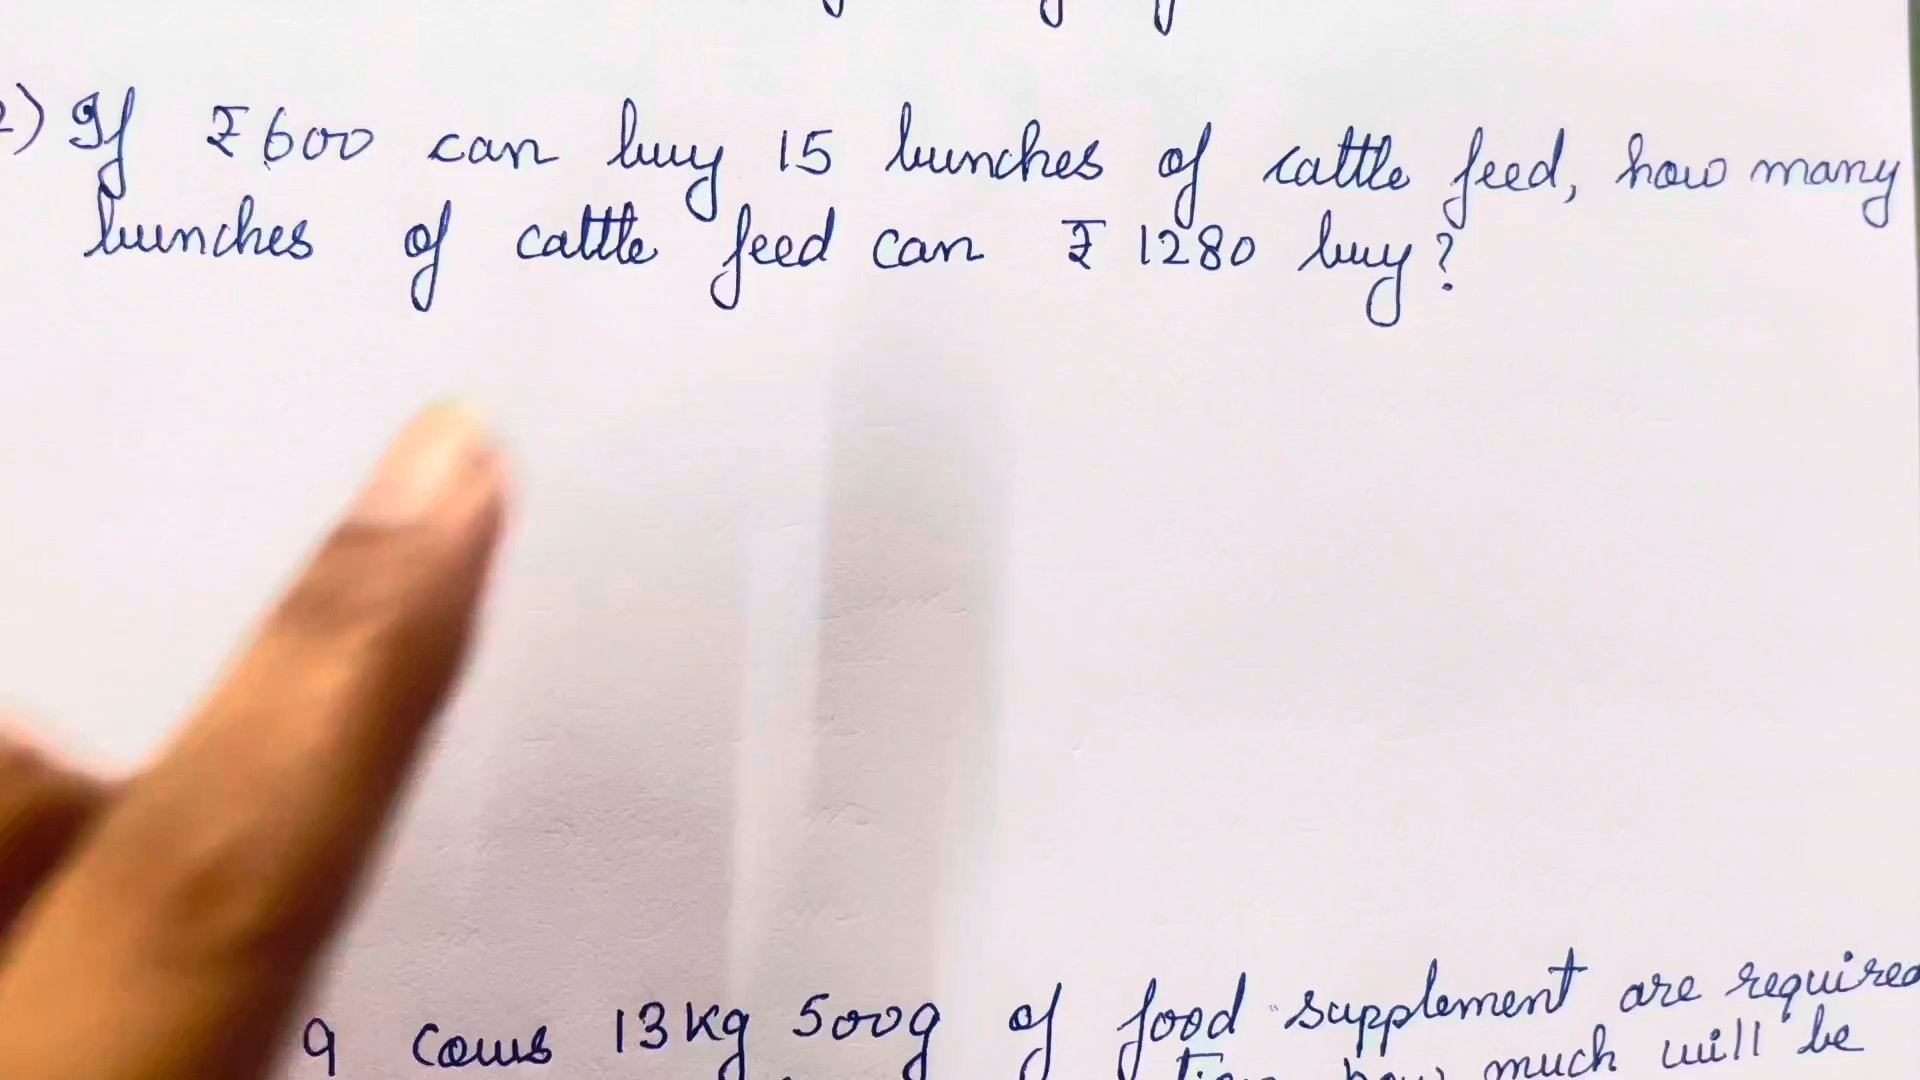 2) If ₹600 can buy 15 bunches of cattle feed, how many
bunches of cattle feed can ₹ 1280 buy?
9 cows 13kg 500g of food supplement are required
how much will be